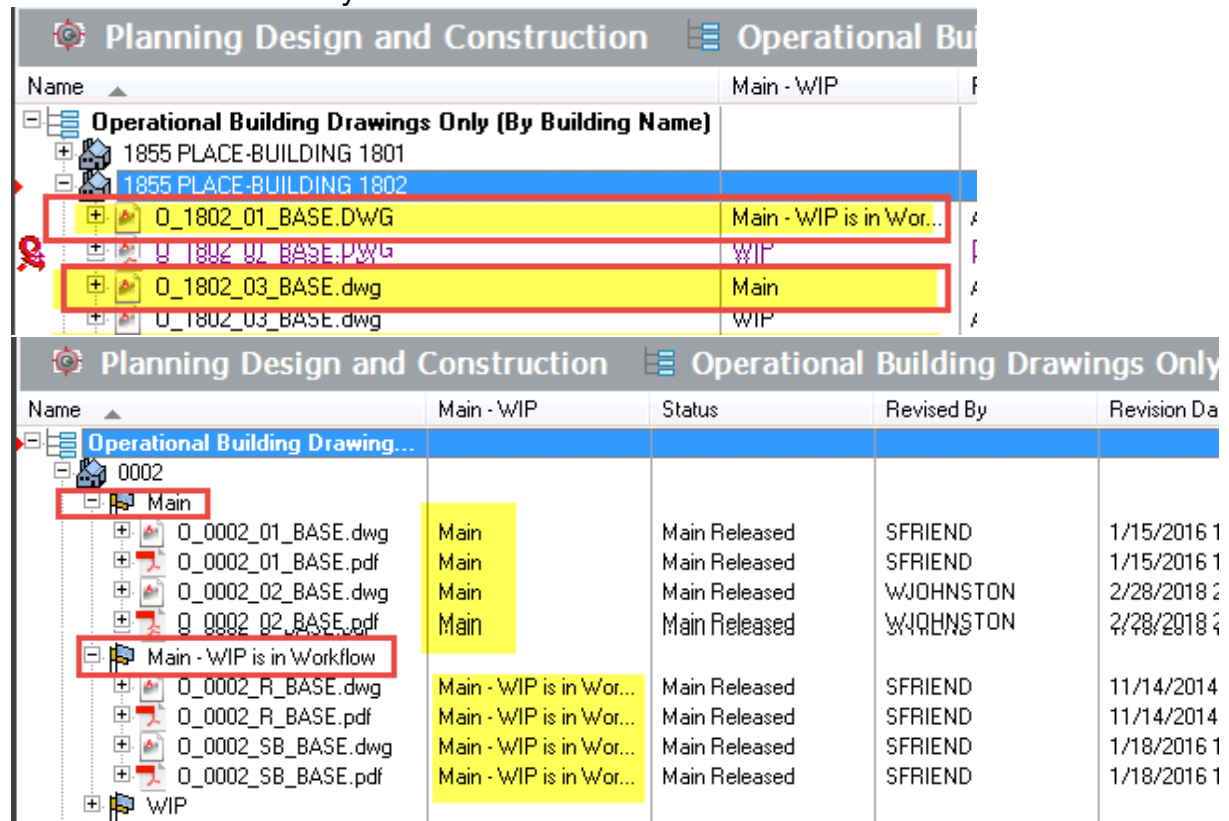 Planning Design and Construction Operational Bui
Name Main - WIP
Operational Building Drawings Only (By Building Name)
1855 PLACE-BUILDING 1801
1855 PLACE-BUILDING 1802
O_1802_01_BASE.DWG Main - WIP is in Wor...
O_1802_01_BASE.DWG WIP
O_1802_03_BASE.dwg Main
O_1802_03_BASE.dwg WIP
Planning Design and Construction Operational Building Drawings Only
Name Main - WIP Status Revised By Revision Da
Operational Building Drawing...
0002
Main
O_0002_01_BASE.dwg Main Main Released SFRIEND 1/15/2016 1
O_0002_01_BASE.pdf Main Main Released SFRIEND 1/15/2016 1
O_0002_02_BASE.dwg Main Main Released WJOHNSTON 2/28/2018 2
O_0002_02_BASE.pdf Main Main Released WJOHNSTON 2/28/2018 2
Main - WIP is in Workflow
O_0002_R_BASE.dwg Main - WIP is in Wor... Main Released SFRIEND 11/14/2014
O_0002_R_BASE.pdf Main - WIP is in Wor... Main Released SFRIEND 11/14/2014
O_0002_SB_BASE.dwg Main - WIP is in Wor... Main Released SFRIEND 1/18/2016 1
O_0002_SB_BASE.pdf Main - WIP is in Wor... Main Released SFRIEND 1/18/2016 1
WIP